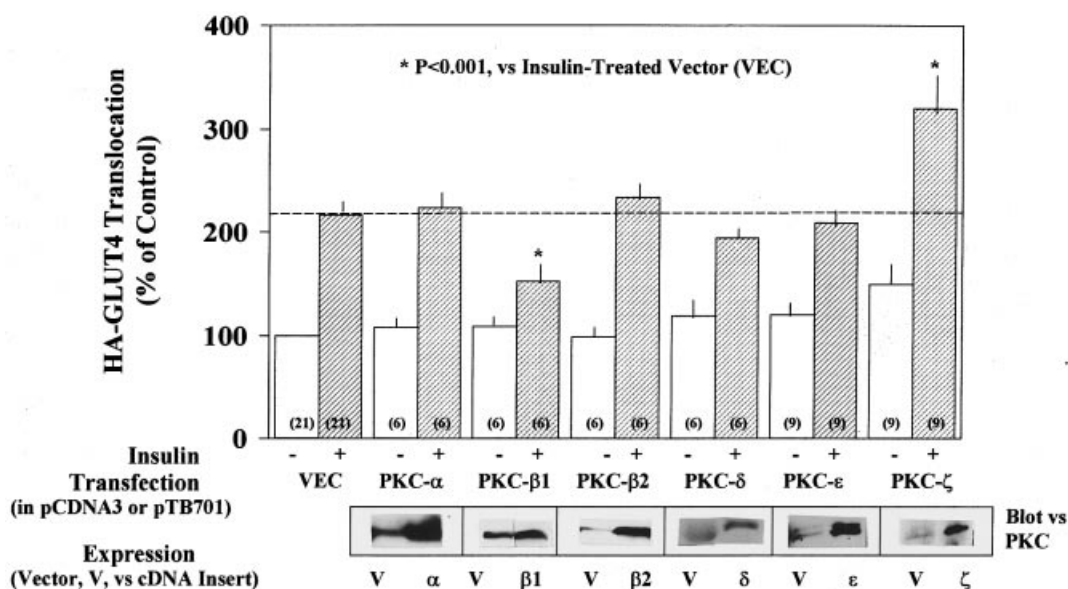 400
* P<0.001, vs Insulin-Treated Vector (VEC)
*
300
HA-GLUT4 Translocation
(% of Control)
200
*
100
(21) (21) (6) (6) (6) (6) (6) (6) (6) (6) (9) (9) (9) (9)
0
Insulin - + - + - + - + - + - + - +
Transfection VEC PKC-α PKC-β1 PKC-β2 PKC-δ PKC-ε PKC-ζ
(in pCDNA3 or pTB701)
Blot vs
PKC
Expression
(Vector, V, vs cDNA Insert) V α V β1 V β2 V δ V ε V ζ